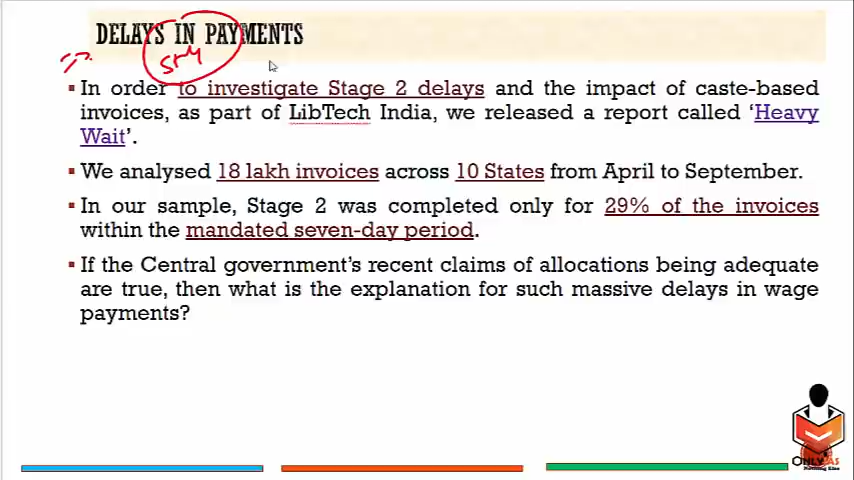 DELAYS IN PAYMENTS
▪ In order to investigate Stage 2 delays and the impact of caste-based
invoices, as part of LibTech India, we released a report called ‘Heavy
Wait’.
▪ We analysed 18 lakh invoices across 10 States from April to September.
▪ In our sample, Stage 2 was completed only for 29% of the invoices
within the mandated seven-day period.
▪ If the Central government’s recent claims of allocations being adequate
are true, then what is the explanation for such massive delays in wage
payments?
ONLY IAS
NOTHING ELSE